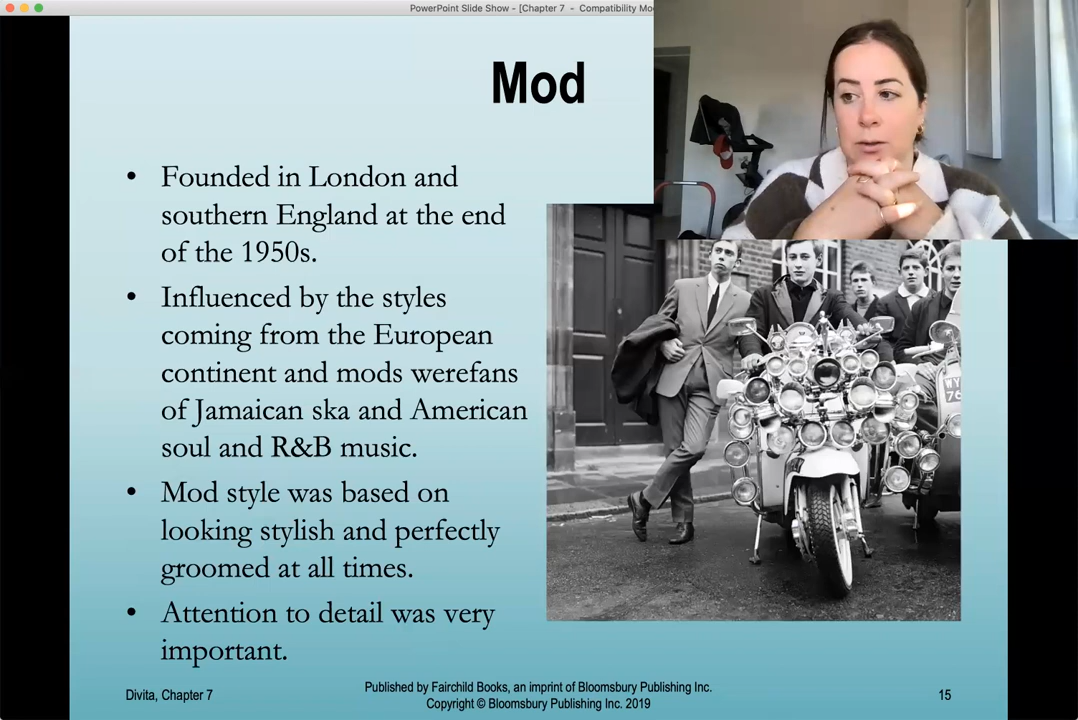 PowerPoint Slide Show - [Chapter 7 - Compatibility
Mod
• Founded in London and
southern England at the end
of the 1950s.
• Influenced by the styles
coming from the European
continent and mods werefans
of Jamaican ska and American
soul and R&B music.
• Mod style was based on
looking stylish and perfectly
groomed at all times.
• Attention to detail was very
important.
Divita, Chapter 7
Published by Fairchild Books, an imprint of Bloomsbury Publishing Inc.
Copyright © Bloomsbury Publishing Inc. 2019
15